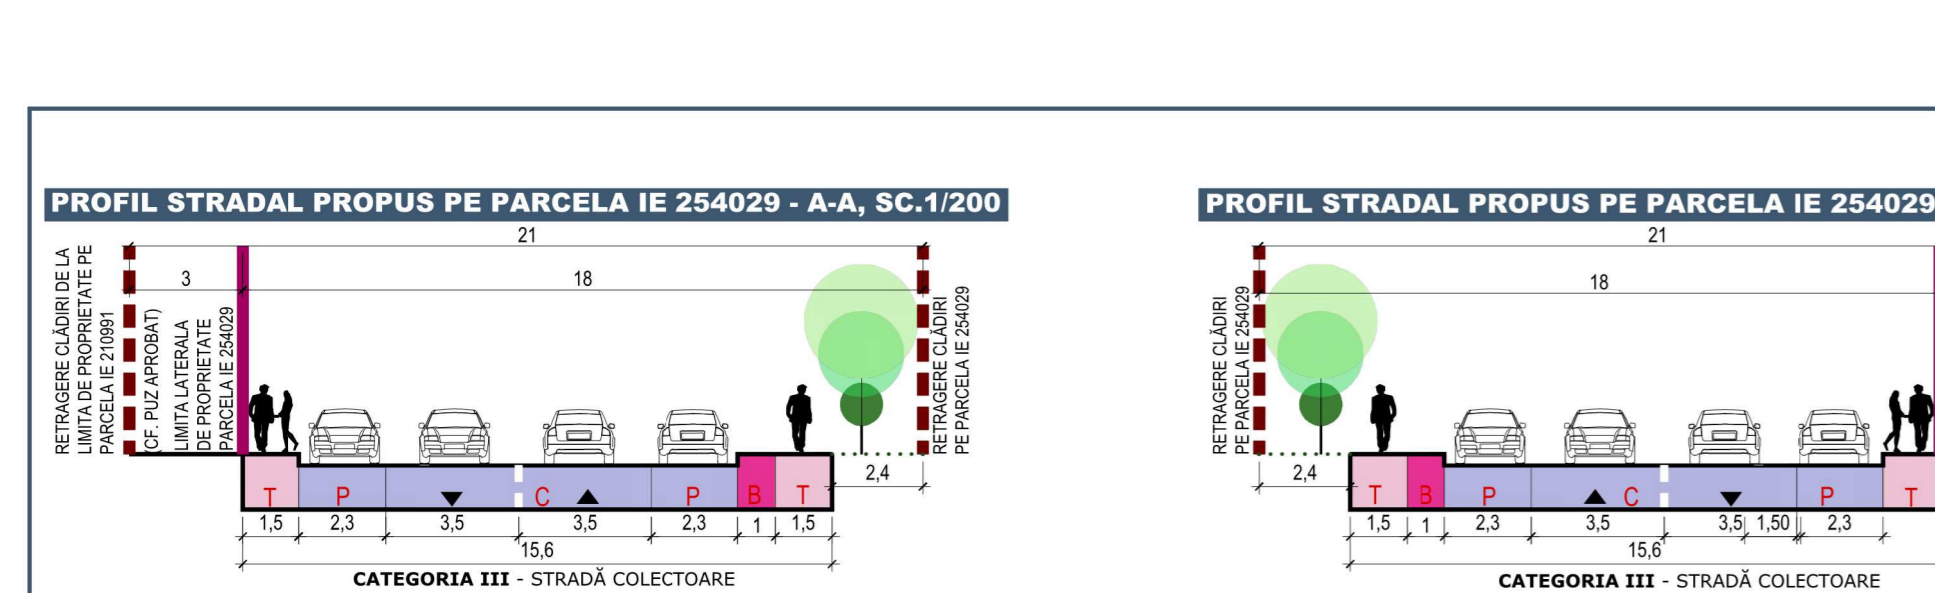 PROFIL STRADAL PROPUS PE PARCELA IE 254029 - A-A, SC.1/200
21
3
18
RETRAGERE CLĂDIRI DE LA
LIMITA DE PROPRIETATE PE
PARCELA IE 210991
(CF. PUZ APROBAT)
LIMITA LATERALA
DE PROPRIETATE
PARCELA IE 254029
RETRAGERE CLĂDIRI
PE PARCELA IE 254029
2,4
T P C P B T
1,5 2,3 3,5 3,5 2,3 1 1,5
15,6
CATEGORIA III - STRADĂ COLECTOARE
PROFIL STRADAL PROPUS PE PARCELA IE 254029
21
18
RETRAGERE CLĂDIRI
PE PARCELA IE 254029
2,4
T B P C P T
1,5 1 2,3 3,5 3,5 1,50 2,3
15,6
CATEGORIA III - STRADĂ COLECTOARE